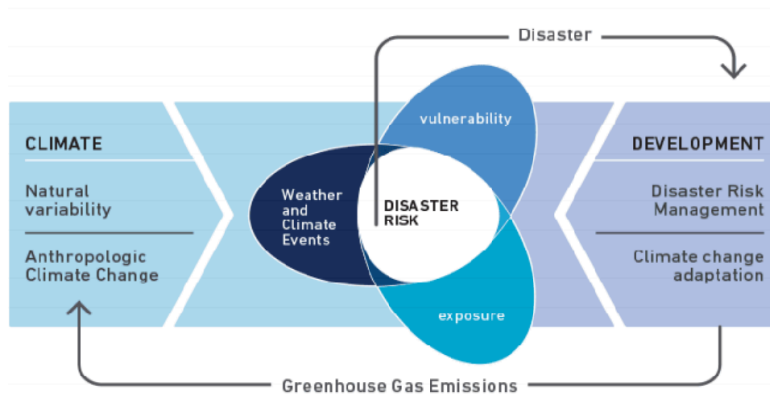 Disaster
CLIMATE
Natural
variability
Anthropologic
Climate Change
vulnerability
Weather
and
Climate
Events
DISASTER
RISK
exposure
DEVELOPMENT
Disaster Risk
Management
Climate change
adaptation
Greenhouse Gas Emissions